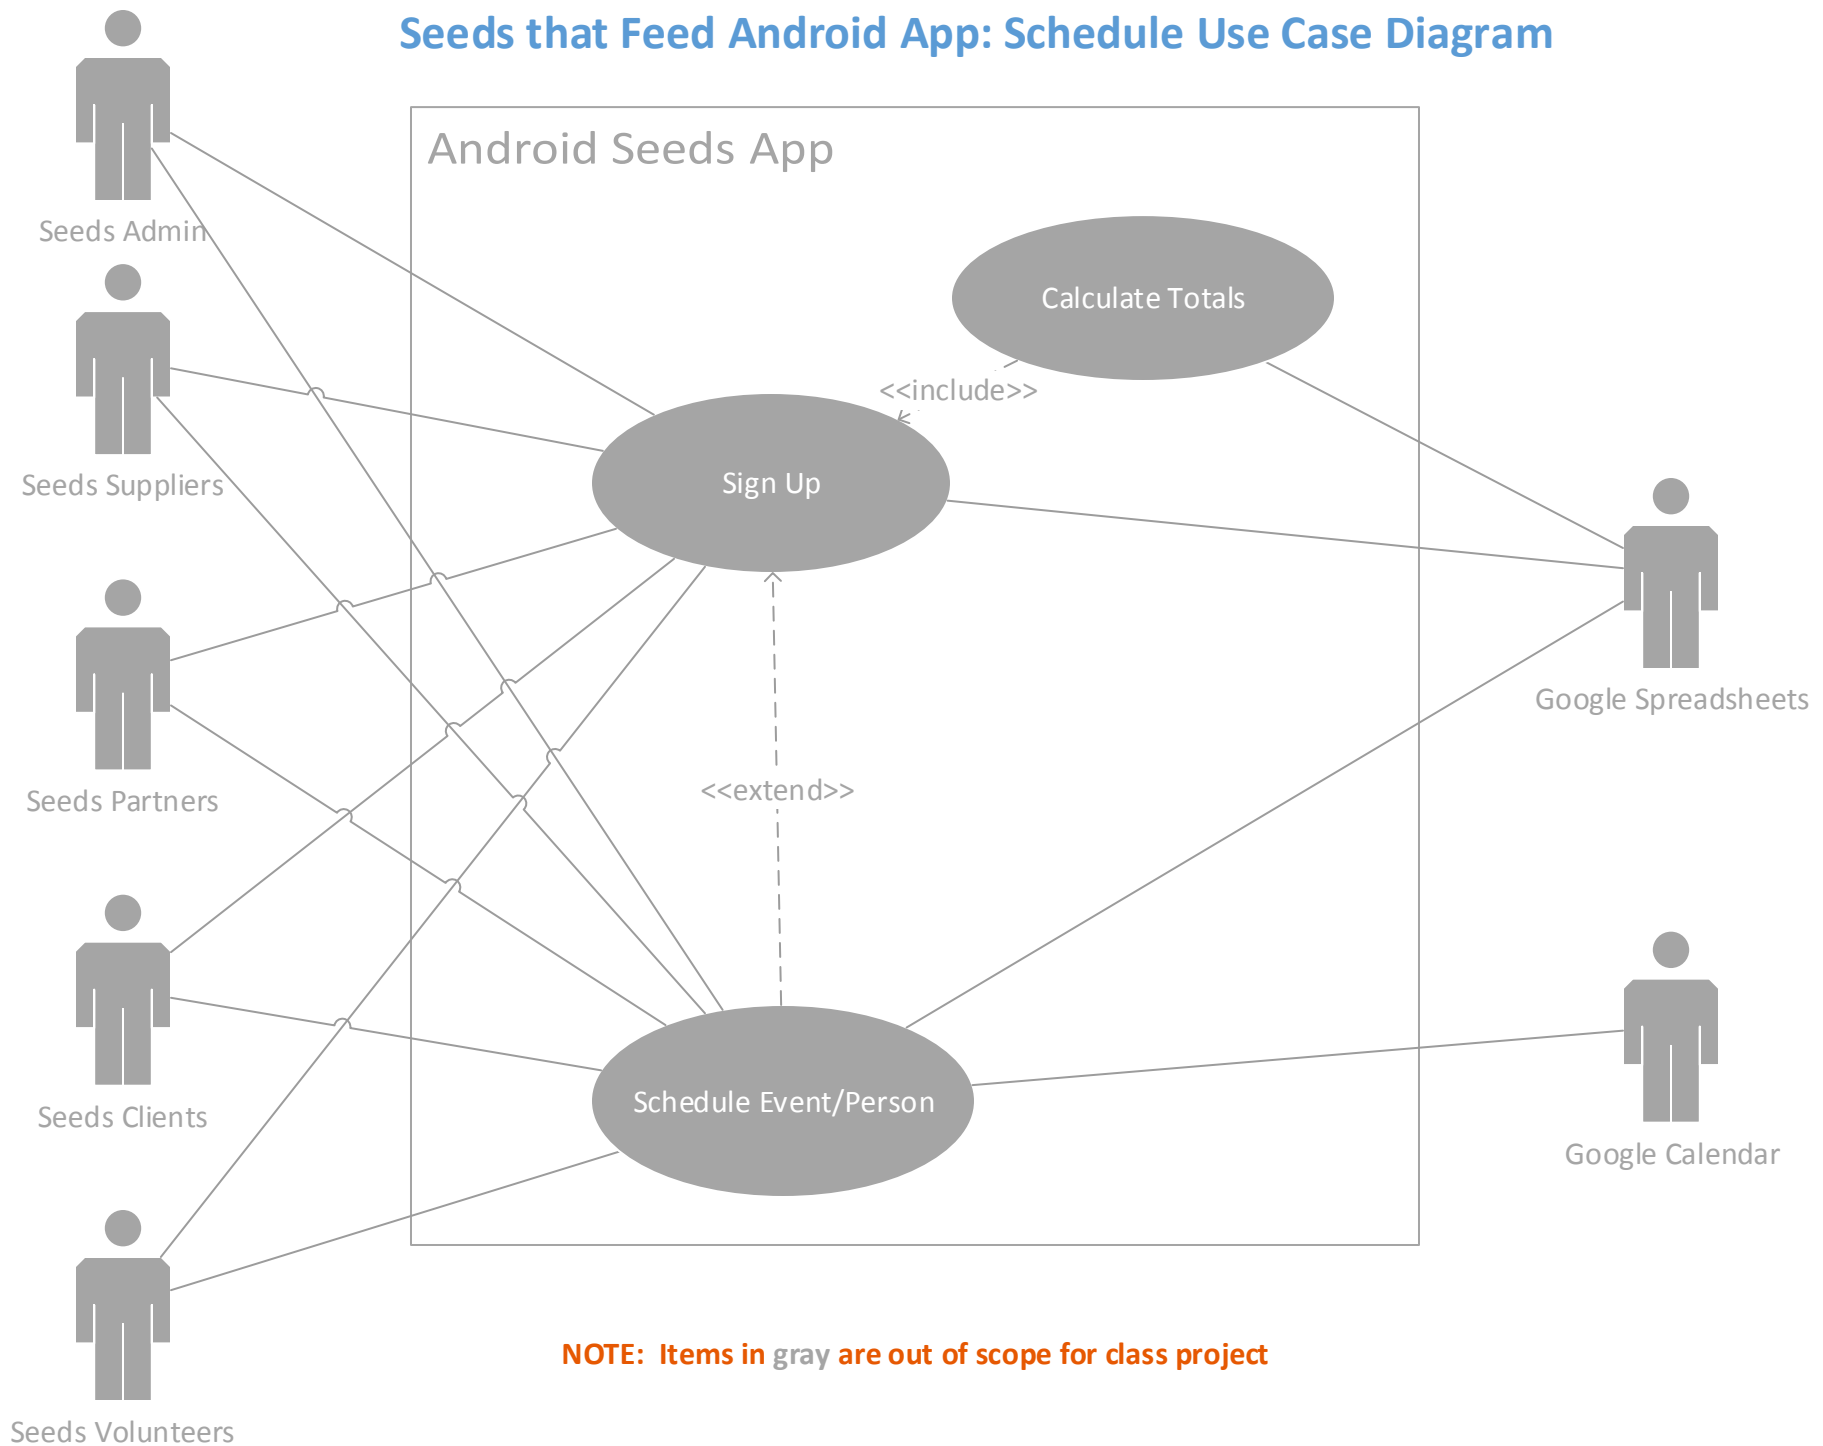 Seeds that Feed Android App: Schedule Use Case Diagram
Android Seeds App
Seeds Admin
Calculate Totals
<<include>>
Sign Up
Seeds Suppliers
Google Spreadsheets
<<extend>>
Seeds Partners
Schedule Event/Person
Seeds Clients
Google Calendar
NOTE:  Items in gray are out of scope for class project
Seeds Volunteers